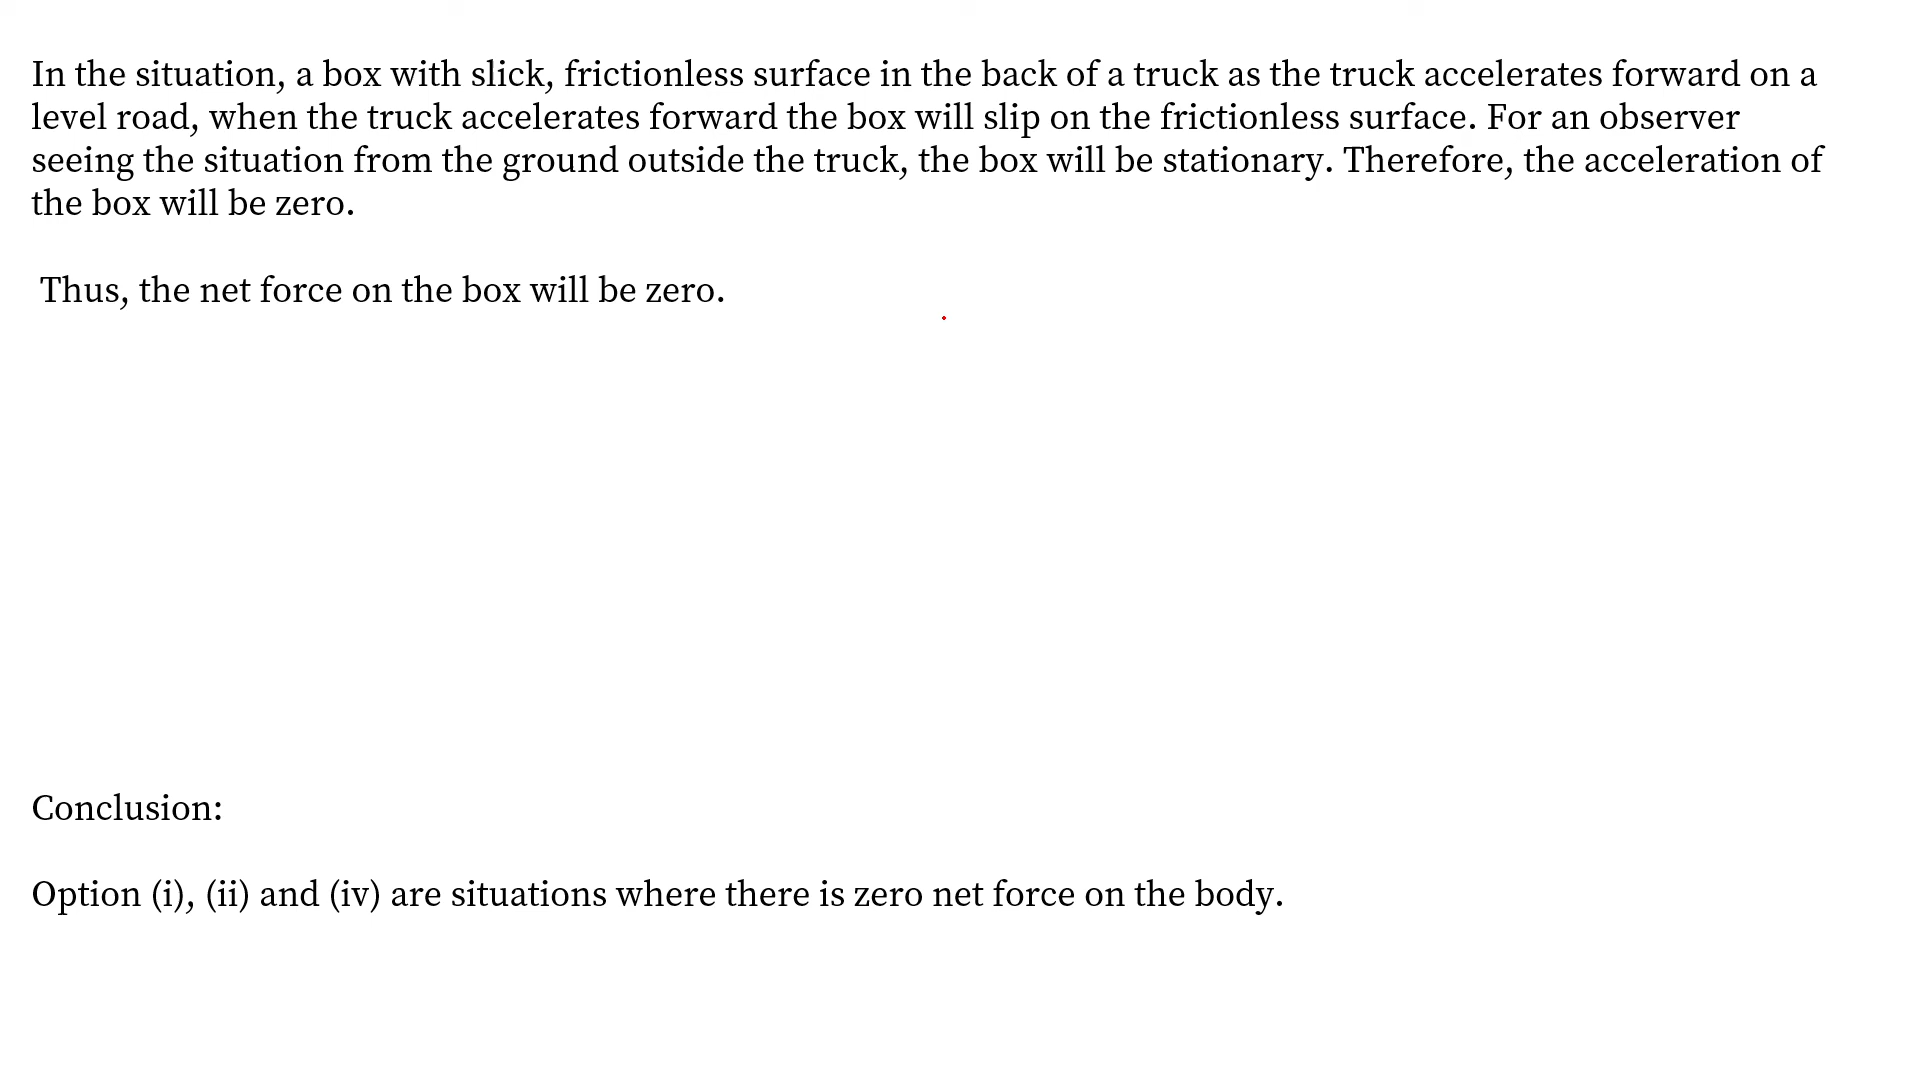 In the situation, a box with slick, frictionless surface in the back of a truck as the truck accelerates forward on a
level road, when the truck accelerates forward the box will slip on the frictionless surface. For an observer
seeing the situation from the ground outside the truck, the box will be stationary. Therefore, the acceleration of
the box will be zero.
Thus, the net force on the box will be zero.
Conclusion:
Option (i), (ii) and (iv) are situations where there is zero net force on the body.